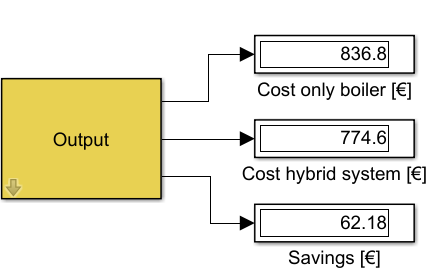 836.8
Cost only boiler [€]
Output
774.6
Cost hybrid system [€]
62.18
Savings [€]